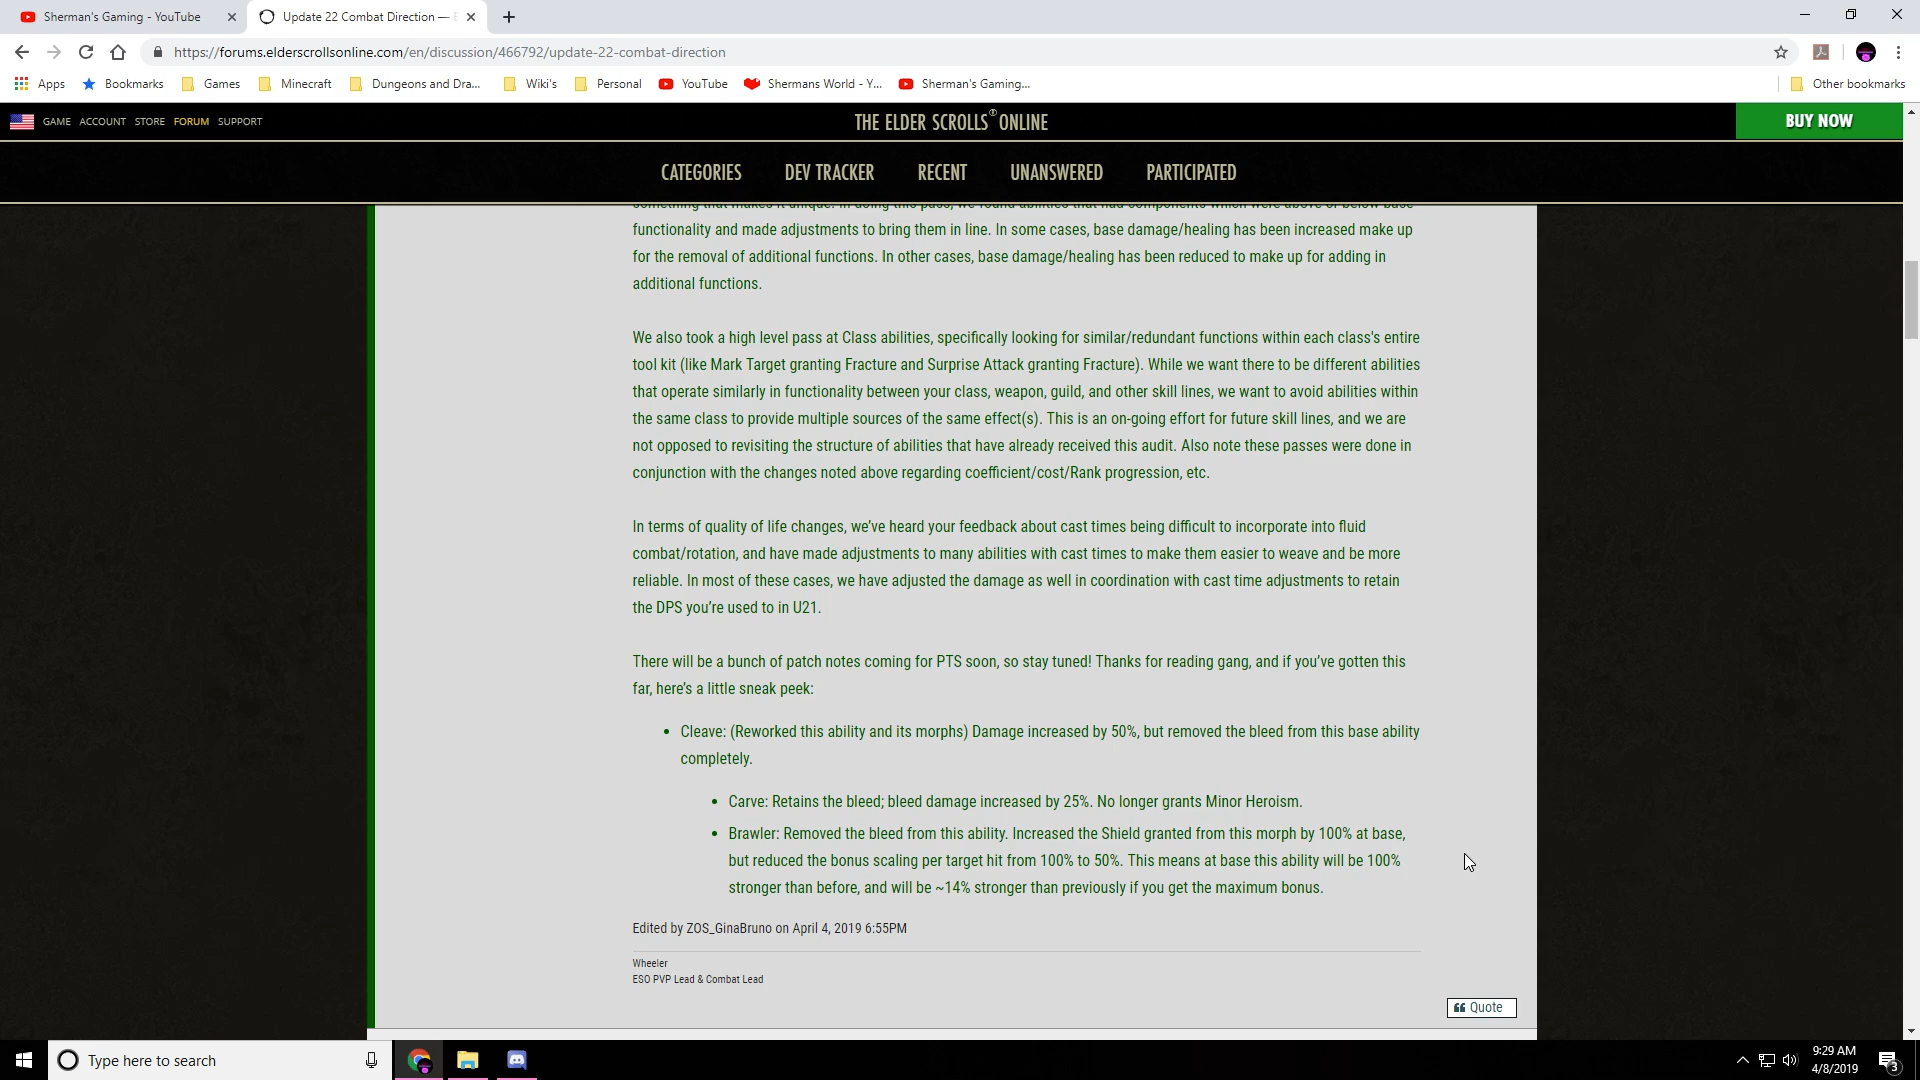 Sherman's Gaming - YouTube
Update 22 Combat Direction —
https://forums.elderscrollsonline.com/en/discussion/466792/update-22-combat-direction
Apps
Bookmarks
Games
Minecraft
Dungeons and Dra...
Wiki's
Personal
YouTube
Shermans World - Y...
Sherman's Gaming...
Other bookmarks
GAME ACCOUNT STORE FORUM SUPPORT
THE ELDER SCROLLS® ONLINE
BUY NOW
CATEGORIES DEV TRACKER RECENT UNANSWERED PARTICIPATED
something that makes it unique. In doing this pass, we found abilities that had components which were above or below base
functionality and made adjustments to bring them in line. In some cases, base damage/healing has been increased make up
for the removal of additional functions. In other cases, base damage/healing has been reduced to make up for adding in
additional functions.
We also took a high level pass at Class abilities, specifically looking for similar/redundant functions within each class's entire
tool kit (like Mark Target granting Fracture and Surprise Attack granting Fracture). While we want there to be different abilities
that operate similarly in functionality between your class, weapon, guild, and other skill lines, we want to avoid abilities within
the same class to provide multiple sources of the same effect(s). This is an on-going effort for future skill lines, and we are
not opposed to revisiting the structure of abilities that have already received this audit. Also note these passes were done in
conjunction with the changes noted above regarding coefficient/cost/Rank progression, etc.
In terms of quality of life changes, we've heard your feedback about cast times being difficult to incorporate into fluid
combat/rotation, and have made adjustments to many abilities with cast times to make them easier to weave and be more
reliable. In most of these cases, we have adjusted the damage as well in coordination with cast time adjustments to retain
the DPS you're used to in U21.
There will be a bunch of patch notes coming for PTS soon, so stay tuned! Thanks for reading gang, and if you've gotten this
far, here's a little sneak peek:
• Cleave: (Reworked this ability and its morphs) Damage increased by 50%, but removed the bleed from this base ability
completely.
• Carve: Retains the bleed; bleed damage increased by 25%. No longer grants Minor Heroism.
• Brawler: Removed the bleed from this ability. Increased the Shield granted from this morph by 100% at base,
but reduced the bonus scaling per target hit from 100% to 50%. This means at base this ability will be 100%
stronger than before, and will be ~14% stronger than previously if you get the maximum bonus.
Edited by ZOS_GinaBruno on April 4, 2019 6:55PM
Wheeler
ESO PVP Lead & Combat Lead
Quote
Type here to search
9:29 AM
4/8/2019
3